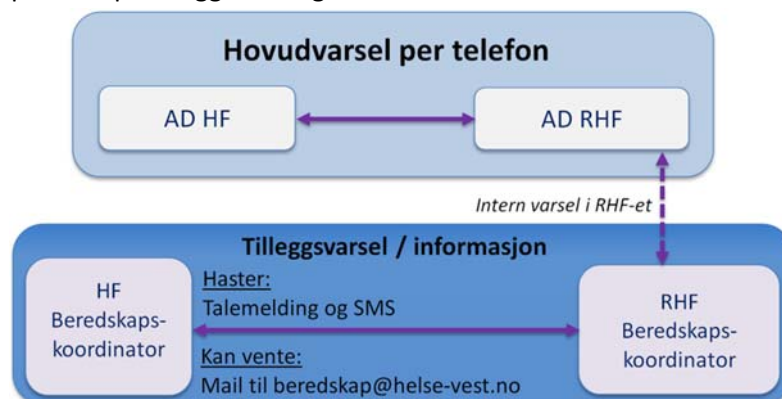 Hovudvarsel per telefon
AD HF
AD RHF
Intern varsel i RHF-et
Tilleggsvarsel / informasjon
HF
Beredskaps-
koordinator
Haster:
Talemelding og SMS
Kan vente:
Mail til beredskap@helse-vest.no
RHF
Beredskaps-
koordinator